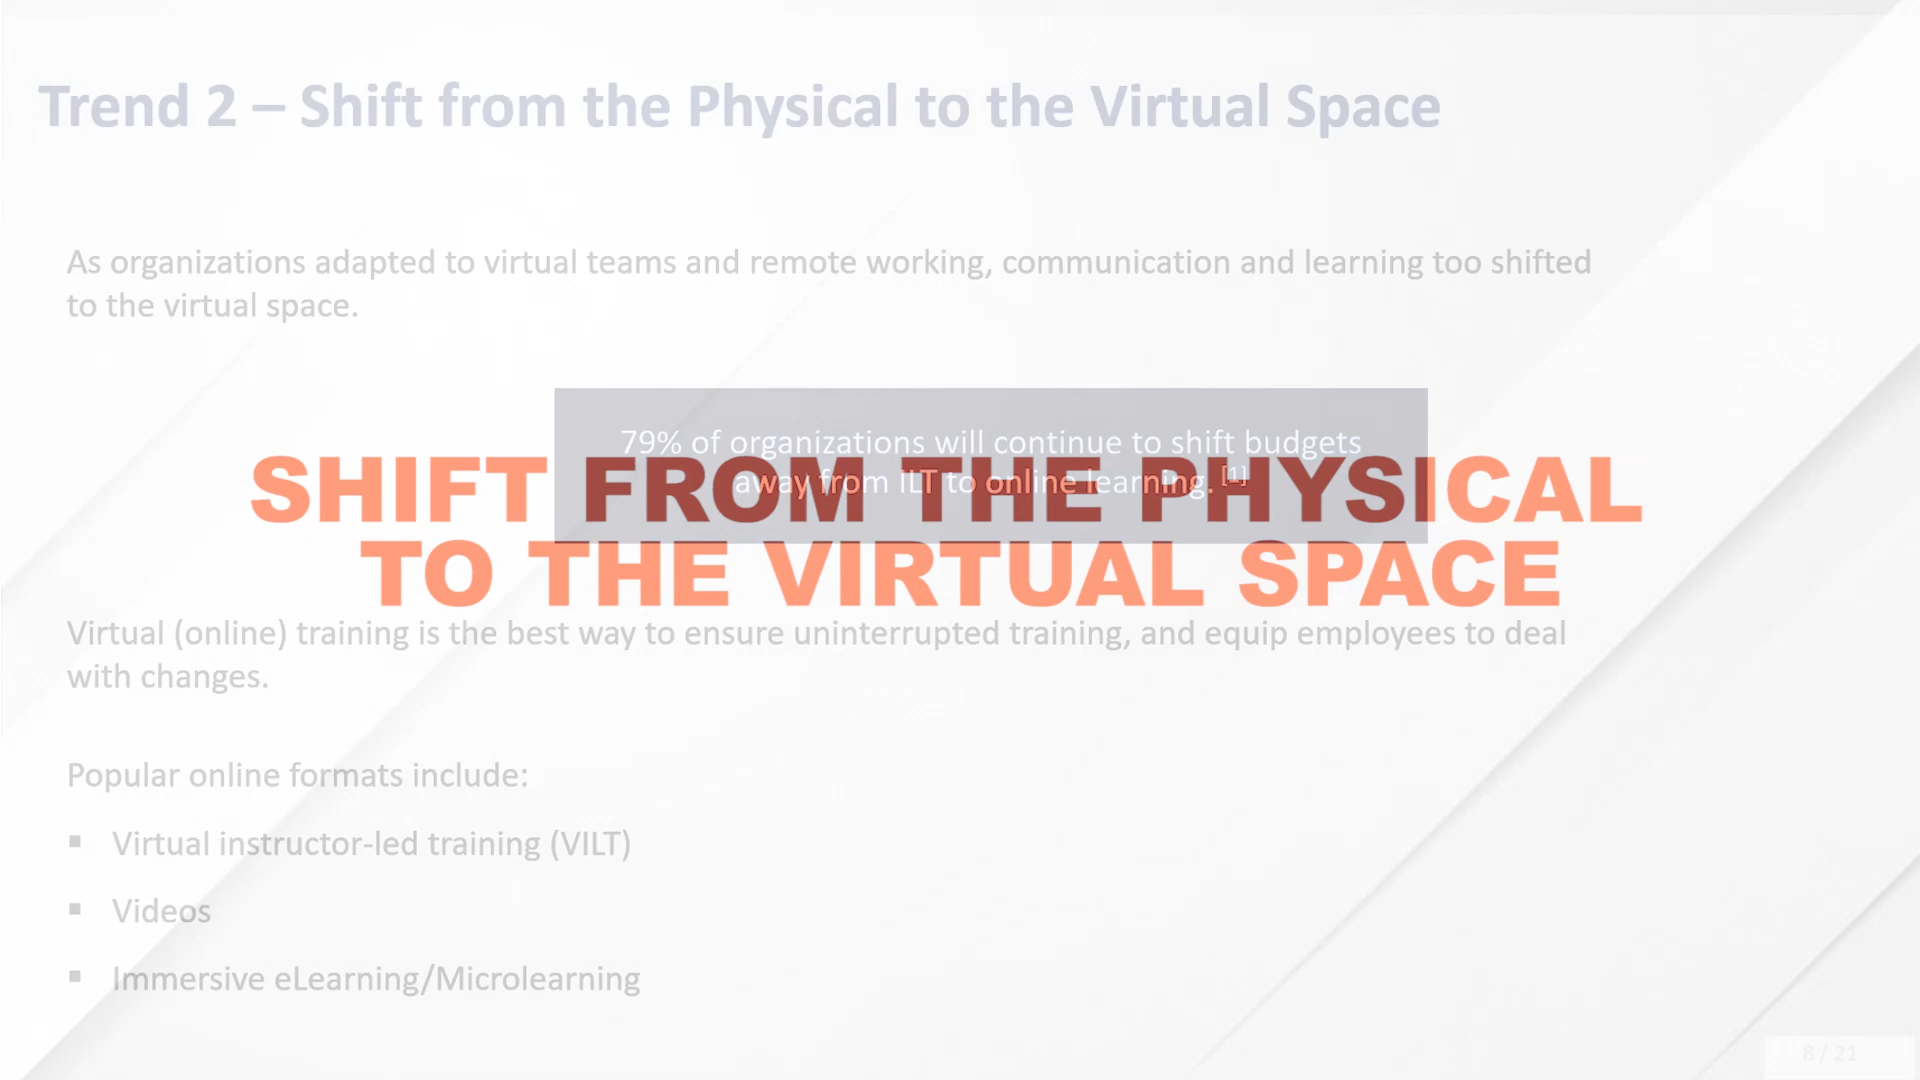 Trend 2 – Shift from the Physical to the Virtual Space
As organizations adapted to virtual teams and remote working, communication and learning too shifted
to the virtual space.
79% of organizations will continue to shift budgets
away from ILT to online learning. [1]
SHIFT FROM THE PHYSICAL
TO THE VIRTUAL SPACE
Virtual (online) training is the best way to ensure uninterrupted training, and equip employees to deal
with changes.
Popular online formats include:
▪ Virtual instructor-led training (VILT)
▪ Videos
▪ Immersive eLearning/Microlearning
8 / 21